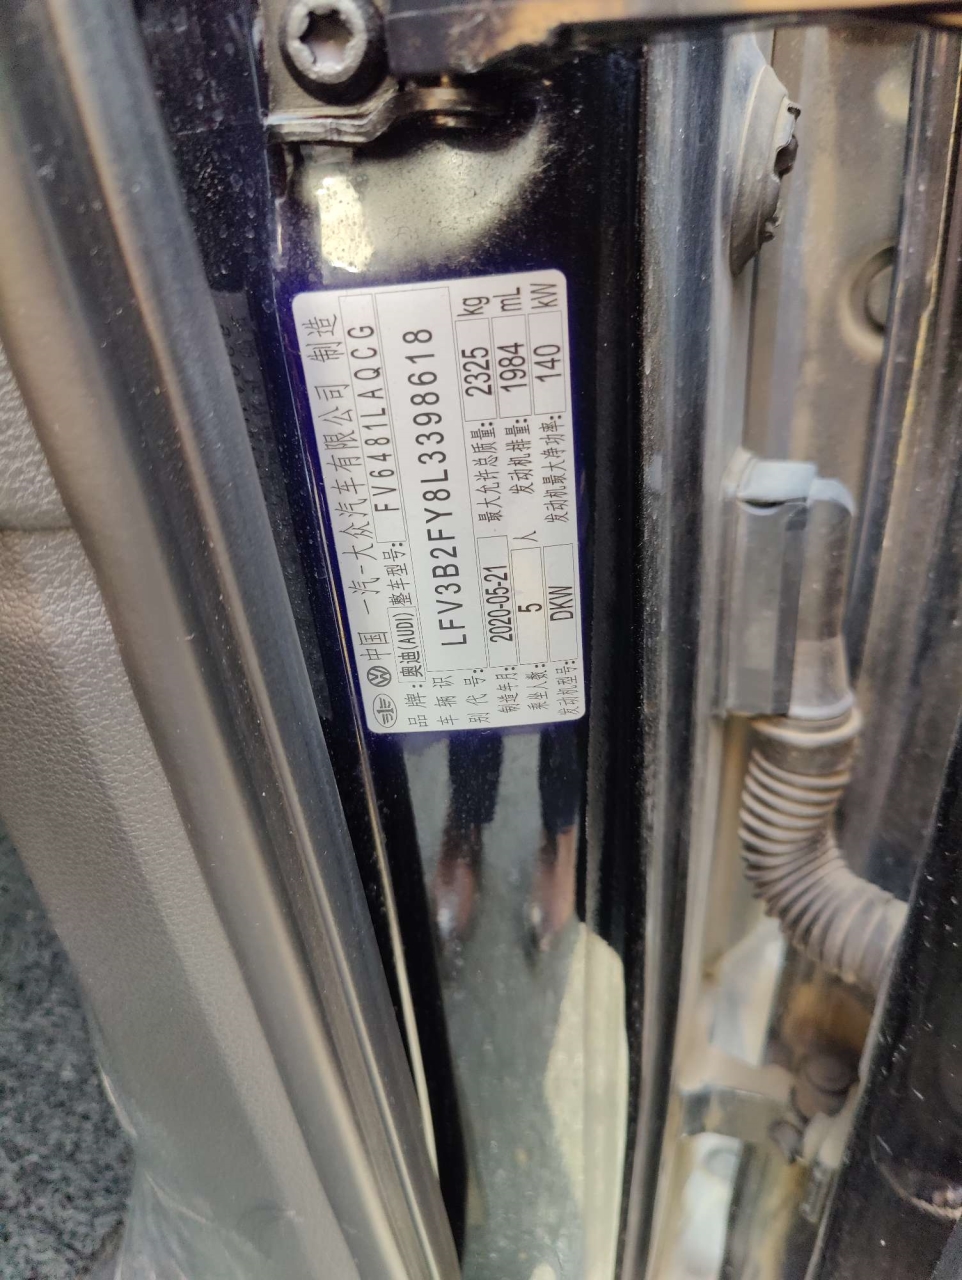 中国一汽-大众汽车有限公司 制造
品牌: 奥迪(AUDI) 整车型号: FV6481LAQCG
车辆识别代号: LFV3B2FY8L3398618
制造年月: 2020-05-21 最大允许总质量: 2325 kg
乘坐人数: 5 人 发动机排量: 1984 mL
发动机型号: DKW 发动机最大净功率: 140 kW